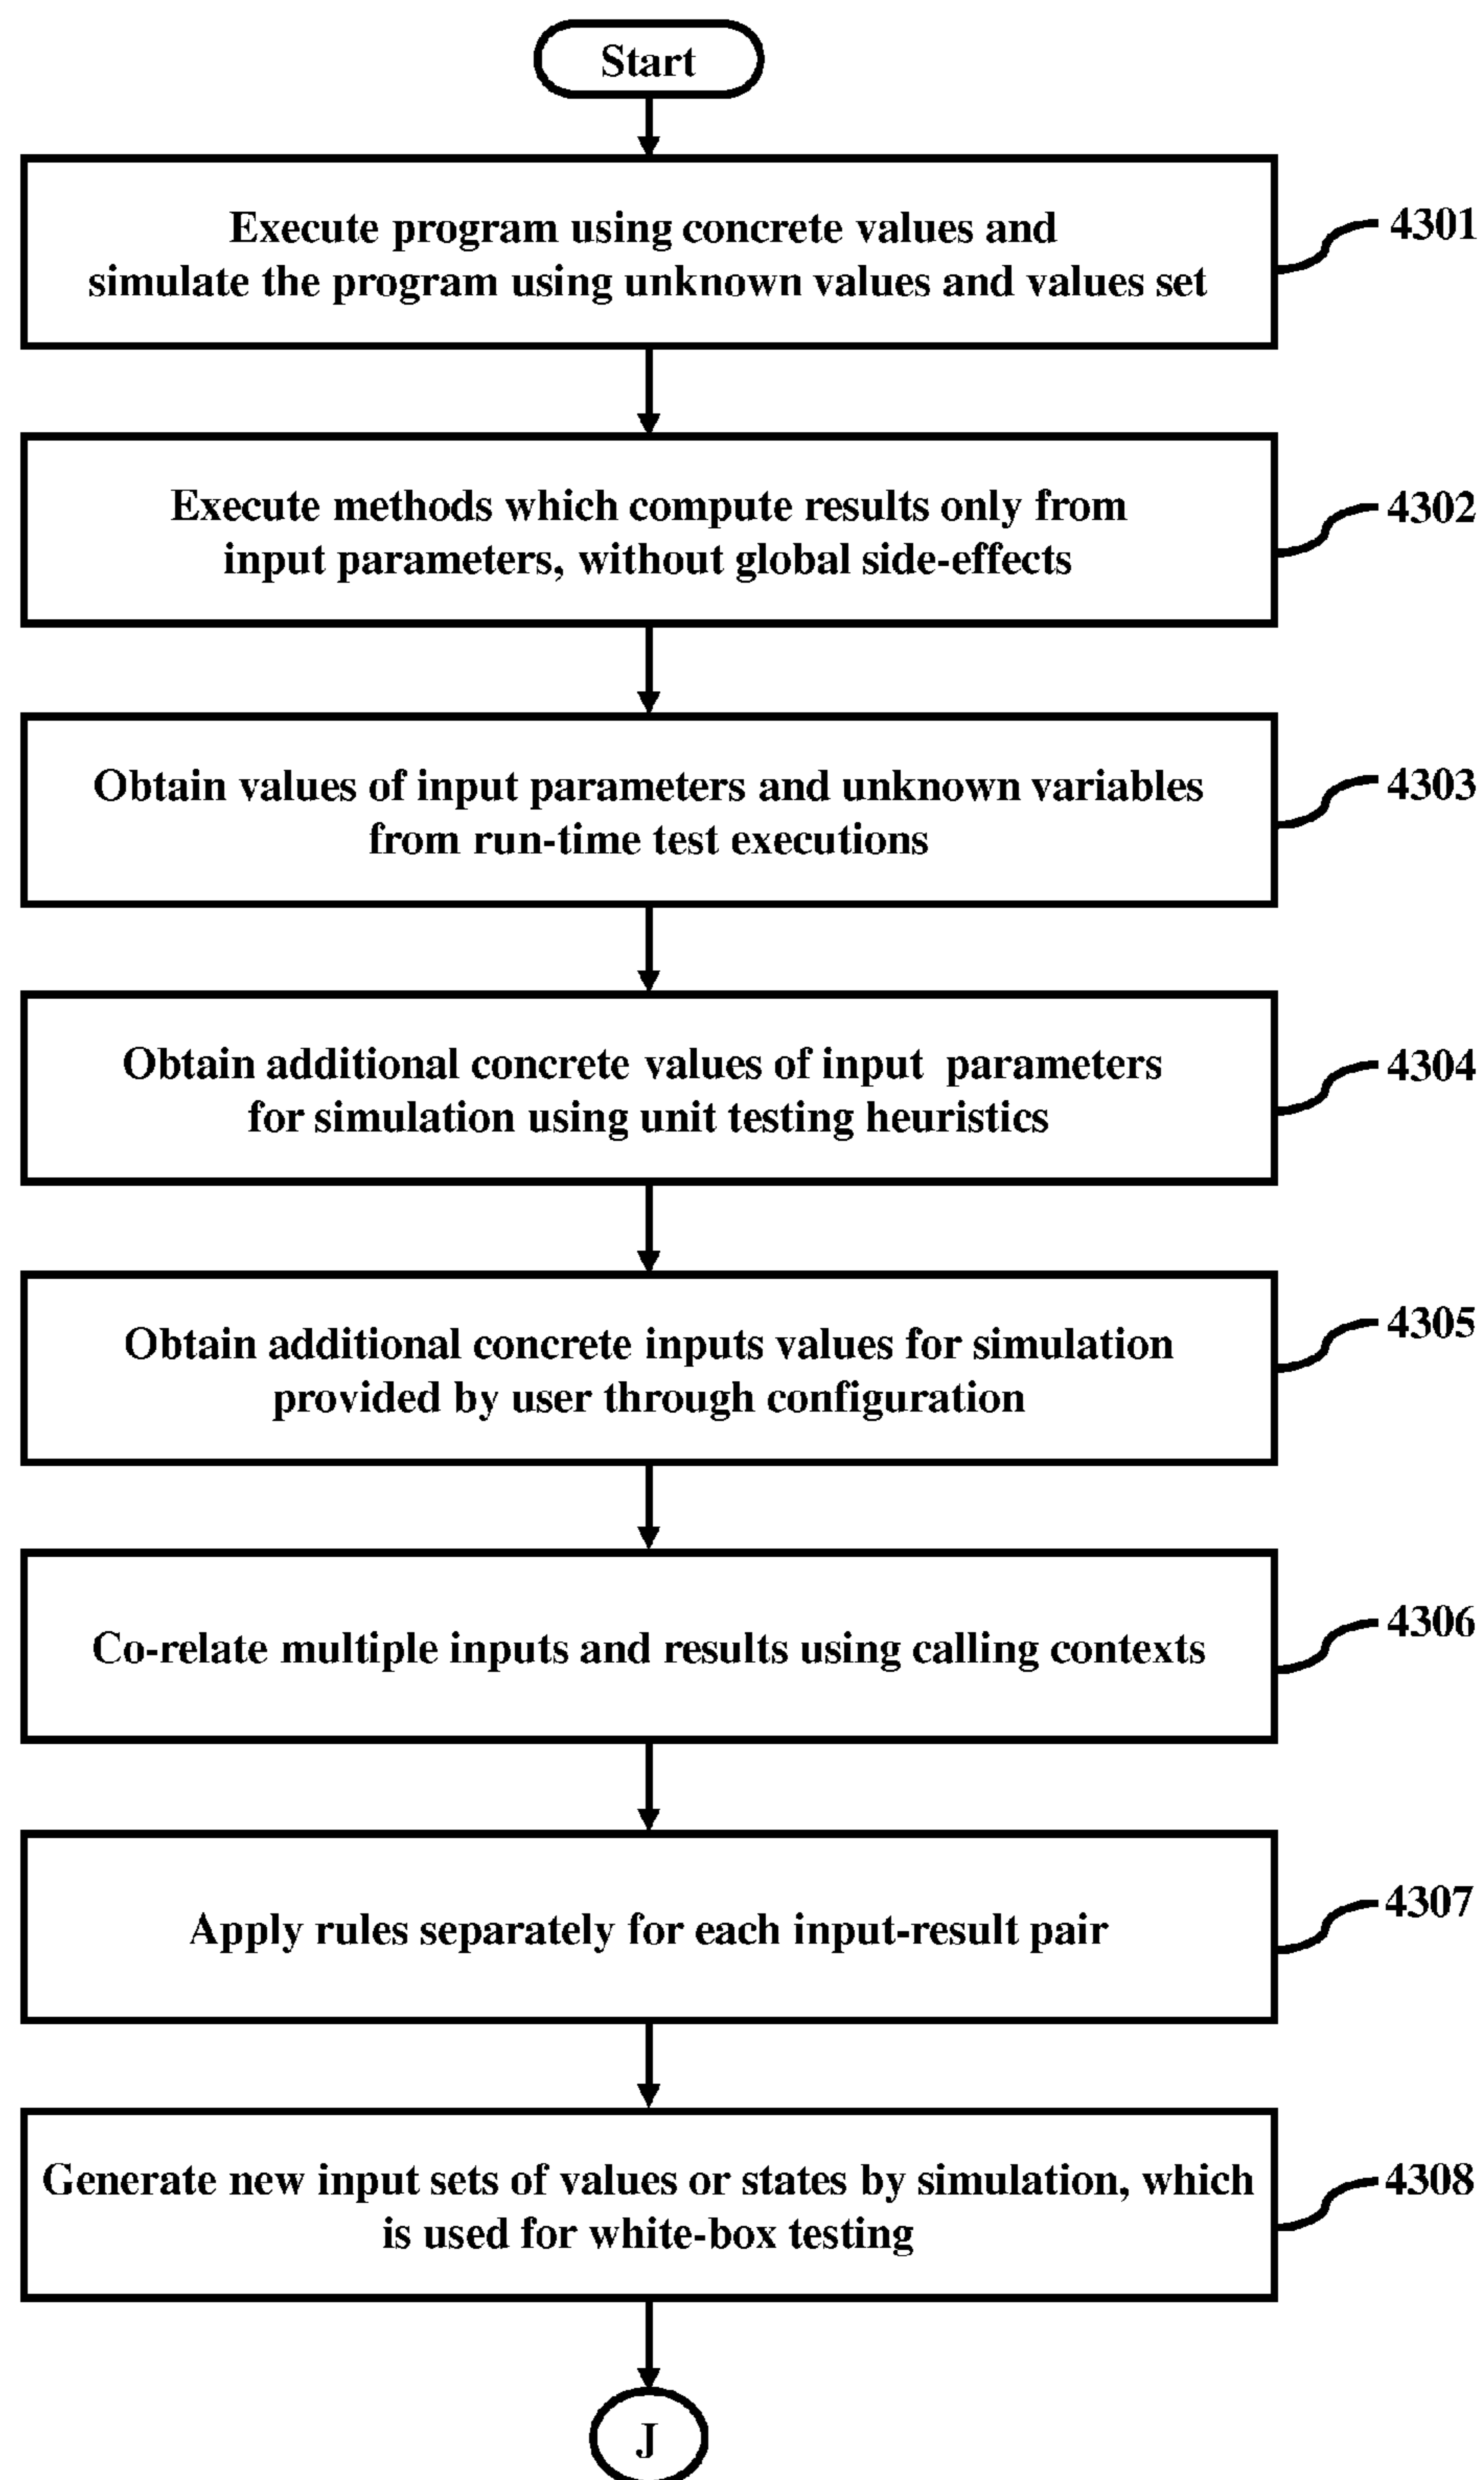 Start
Execute program using concrete values and
simulate the program using unknown values and values set
4301
Execute methods which compute results only from
input parameters, without global side-effects
4302
Obtain values of input parameters and unknown variables
from run-time test executions
4303
Obtain additional concrete values of input parameters
for simulation using unit testing heuristics
4304
Obtain additional concrete inputs values for simulation
provided by user through configuration
4305
Co-relate multiple inputs and results using calling contexts
4306
Apply rules separately for each input-result pair
4307
Generate new input sets of values or states by simulation, which
is used for white-box testing
4308
J